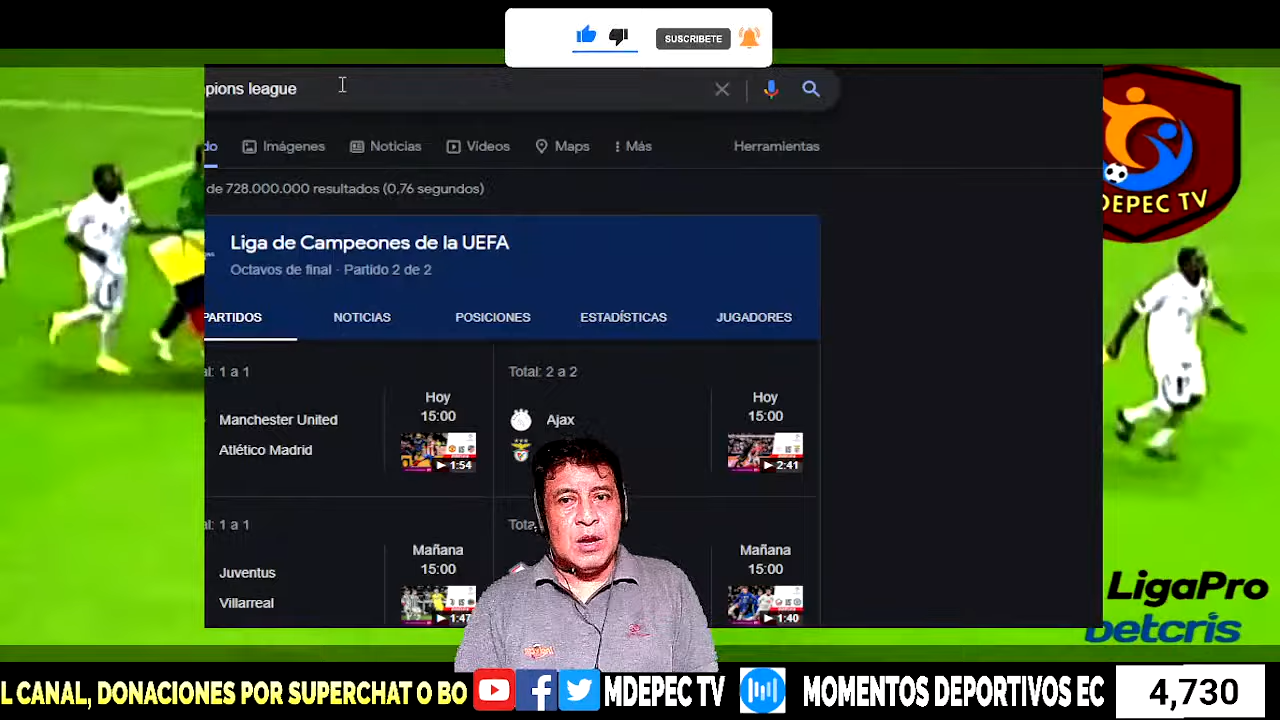 SUSCRIBETE
pions league
do Imágenes Noticias Vídeos Maps Más Herramientas
de 728.000.000 resultados (0,76 segundos)
Liga de Campeones de la UEFA
Octavos de final · Partido 2 de 2
PARTIDOS NOTICIAS POSICIONES ESTADÍSTICAS JUGADORES
al: 1 a 1
Manchester United
Atlético Madrid
Hoy
15:00
1:54
Total: 2 a 2
Ajax
Hoy
15:00
2:41
al: 1 a 1
Juventus
Villarreal
Mañana
15:00
1:47
Tota
Mañana
15:00
1:40
DEPEC TV
LigaPro
betcris
L CANAL, DONACIONES POR SUPERCHAT O BO
MDEPEC TV
MOMENTOS DEPORTIVOS EC
4,730